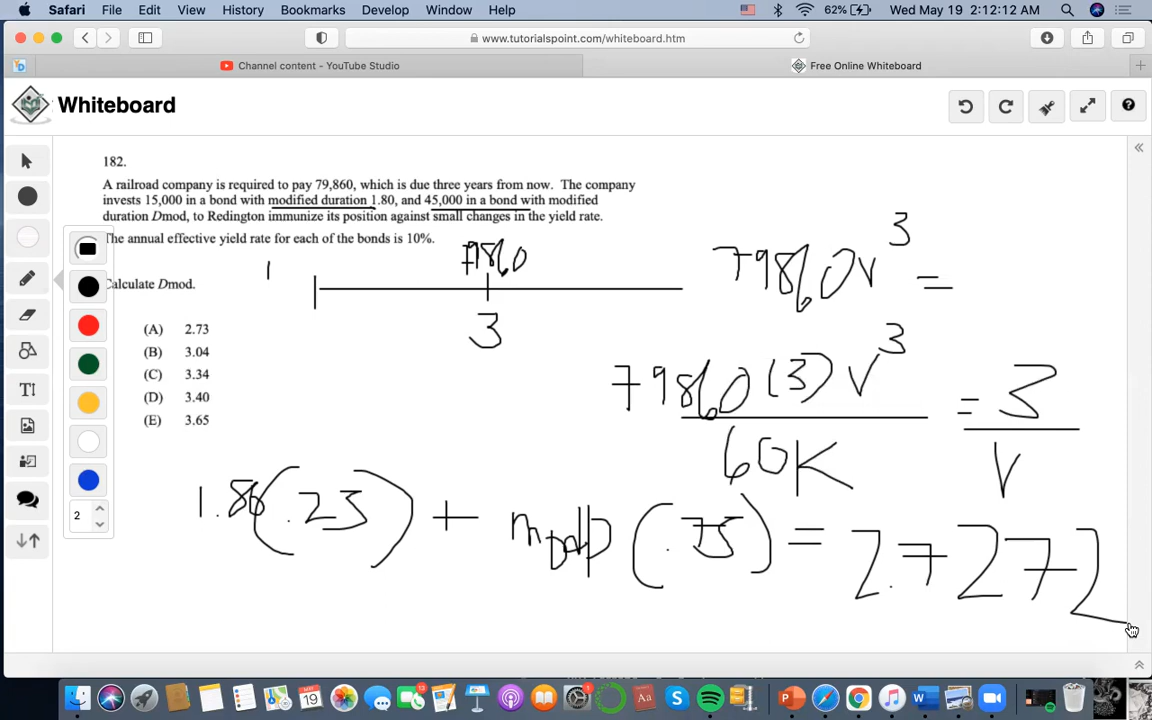 Safari File Edit View History Bookmarks Develop Window Help 62% Wed May 19 2:12:12 AM
www.tutorialspoint.com/whiteboard.htm
Channel content - YouTube Studio Free Online Whiteboard
Whiteboard
182.
A railroad company is required to pay 79,860, which is due three years from now. The company
invests 15,000 in a bond with modified duration 1.80, and 45,000 in a bond with modified
duration Dmod, to Redington immunize its position against small changes in the yield rate.
The annual effective yield rate for each of the bonds is 10%.
Calculate Dmod.
(A) 2.73
(B) 3.04
(C) 3.34
(D) 3.40
(E) 3.65
79860
3
79860v^3 =
79860(3)v^3
60K
= 3
v
1.80(.25) + (.75) = 2.7272
2
19